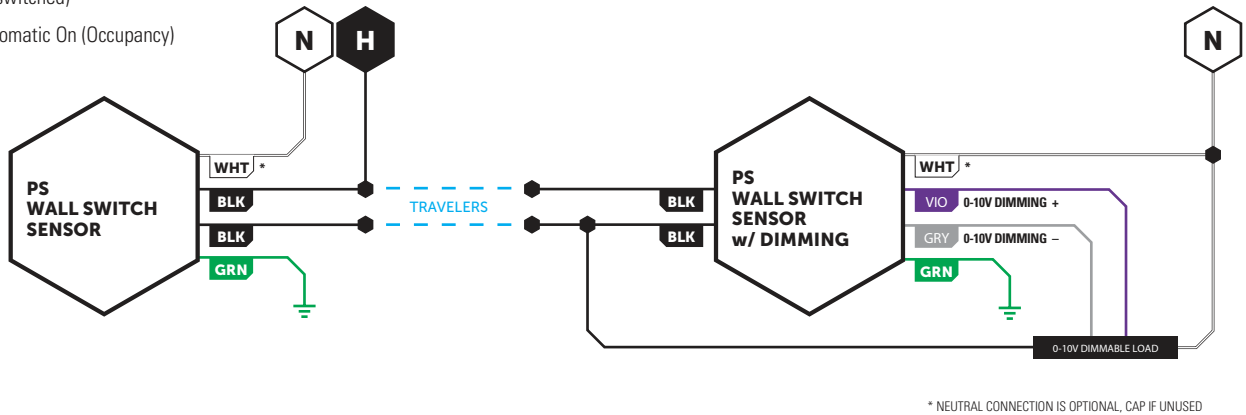 switched)
omatic On (Occupancy)
N
H
N
PS
WALL SWITCH
SENSOR
WHT *
BLK
BLK
GRN
TRAVELERS
BLK
BLK
PS
WALL SWITCH
SENSOR
w/ DIMMING
WHT *
VIO 0-10V DIMMING +
GRY 0-10V DIMMING –
GRN
0-10V DIMMABLE LOAD
* NEUTRAL CONNECTION IS OPTIONAL, CAP IF UNUSED